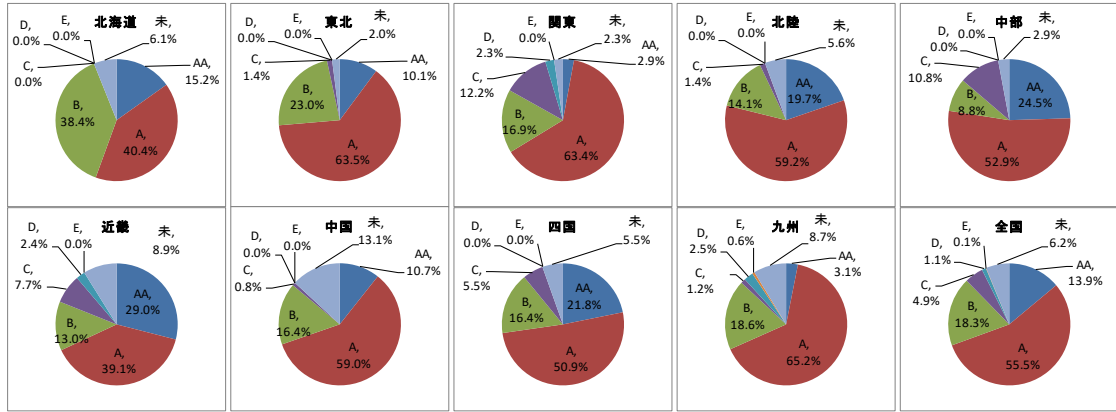 北海道
D,
0.0%
E,
0.0%
未,
6.1%
C,
0.0%
AA,
15.2%
B,
38.4%
A,
40.4%
東北
D,
0.0%
E,
0.0%
未,
2.0%
C,
1.4%
AA,
10.1%
B,
23.0%
A,
63.5%
関東
D,
2.3%
E,
0.0%
未,
2.3%
C,
12.2%
AA,
2.9%
B,
16.9%
A,
63.4%
北陸
D,
0.0%
E,
0.0%
未,
5.6%
C,
1.4%
AA,
19.7%
B,
14.1%
A,
59.2%
中部
D,
0.0%
E,
0.0%
未,
2.9%
C,
10.8%
AA,
24.5%
B,
8.8%
A,
52.9%
近畿
D,
2.4%
E,
0.0%
未,
8.9%
C,
7.7%
AA,
29.0%
B,
13.0%
A,
39.1%
中国
D,
0.0%
E,
0.0%
未,
13.1%
C,
0.8%
AA,
10.7%
B,
16.4%
A,
59.0%
四国
D,
0.0%
E,
0.0%
未,
5.5%
C,
5.5%
AA,
21.8%
B,
16.4%
A,
50.9%
九州
D,
2.5%
E,
0.6%
未,
8.7%
C,
1.2%
AA,
3.1%
B,
18.6%
A,
65.2%
全国
D,
1.1%
E,
0.1%
未,
6.2%
C,
4.9%
AA,
13.9%
B,
18.3%
A,
55.5%